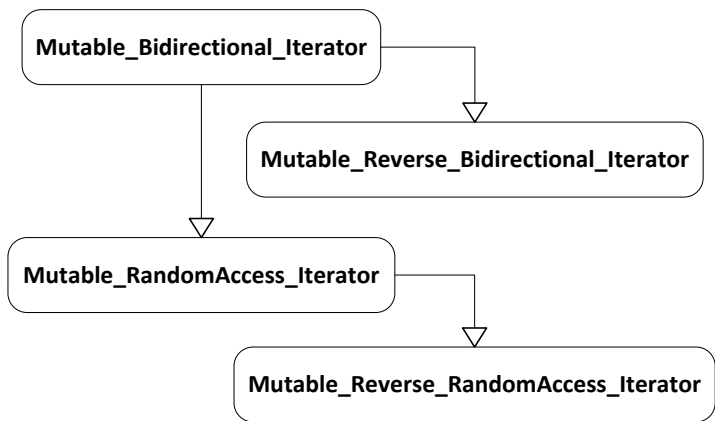 Mutable_Bidirectional_Iterator
Mutable_Reverse_Bidirectional_Iterator
Mutable_RandomAccess_Iterator
Mutable_Reverse_RandomAccess_Iterator